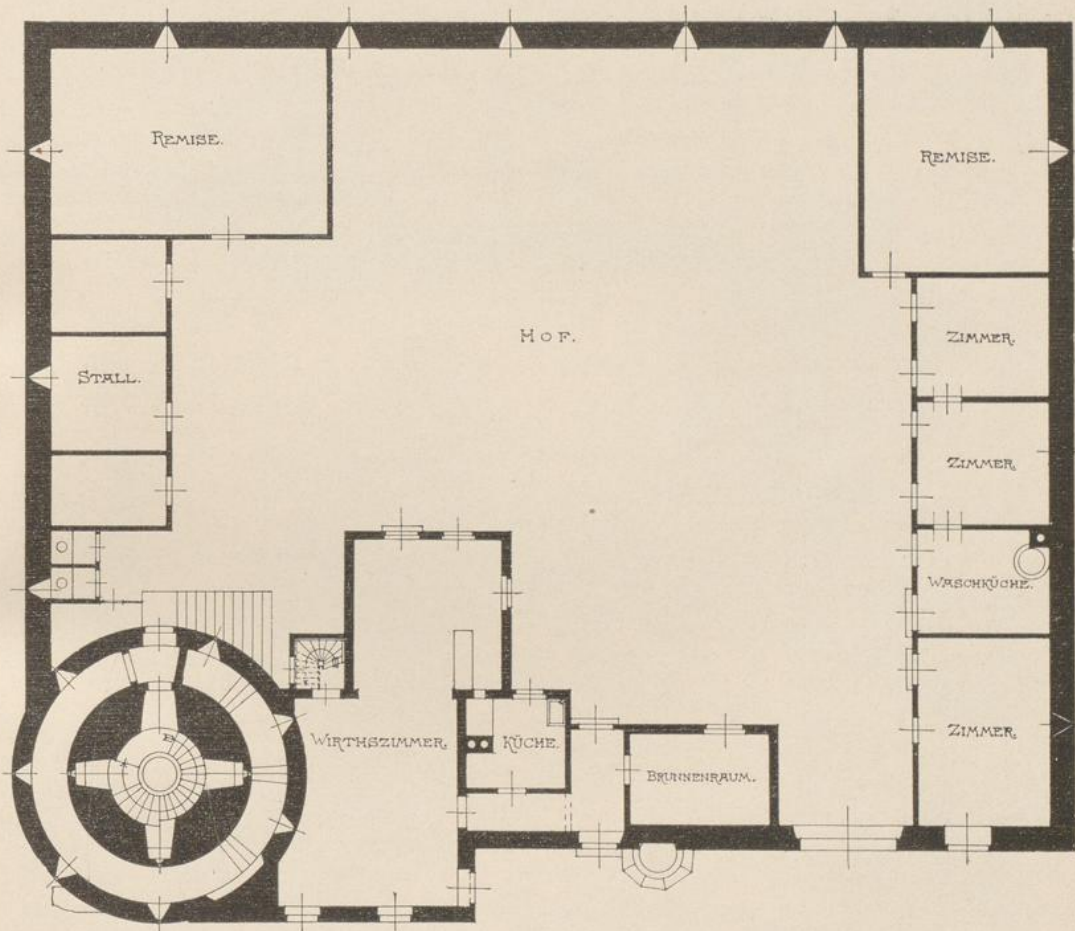 REMISE.
REMISE.
HOF.
ZIMMER.
STALL.
ZIMMER
WASCHKÜCHE.
WIRTHSZIMMER.
KÜCHE.
ZIMMER.
BRUNNENRAUM.